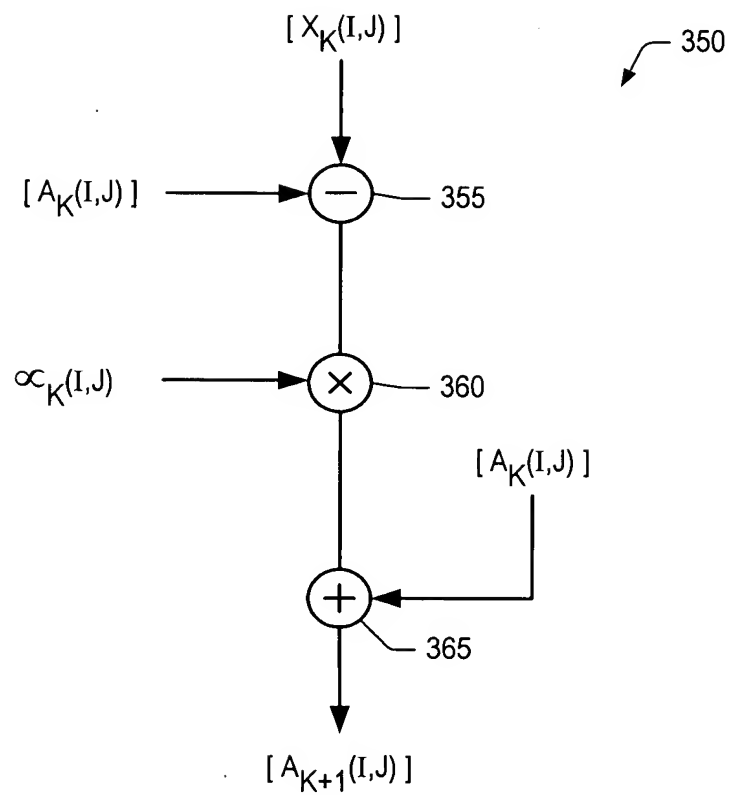 [ X_K(I,J) ]
350
[ A_K(I,J) ]
−
355
∝_K(I,J)
×
360
[ A_K(I,J) ]
+
365
[ A_K+1(I,J) ]